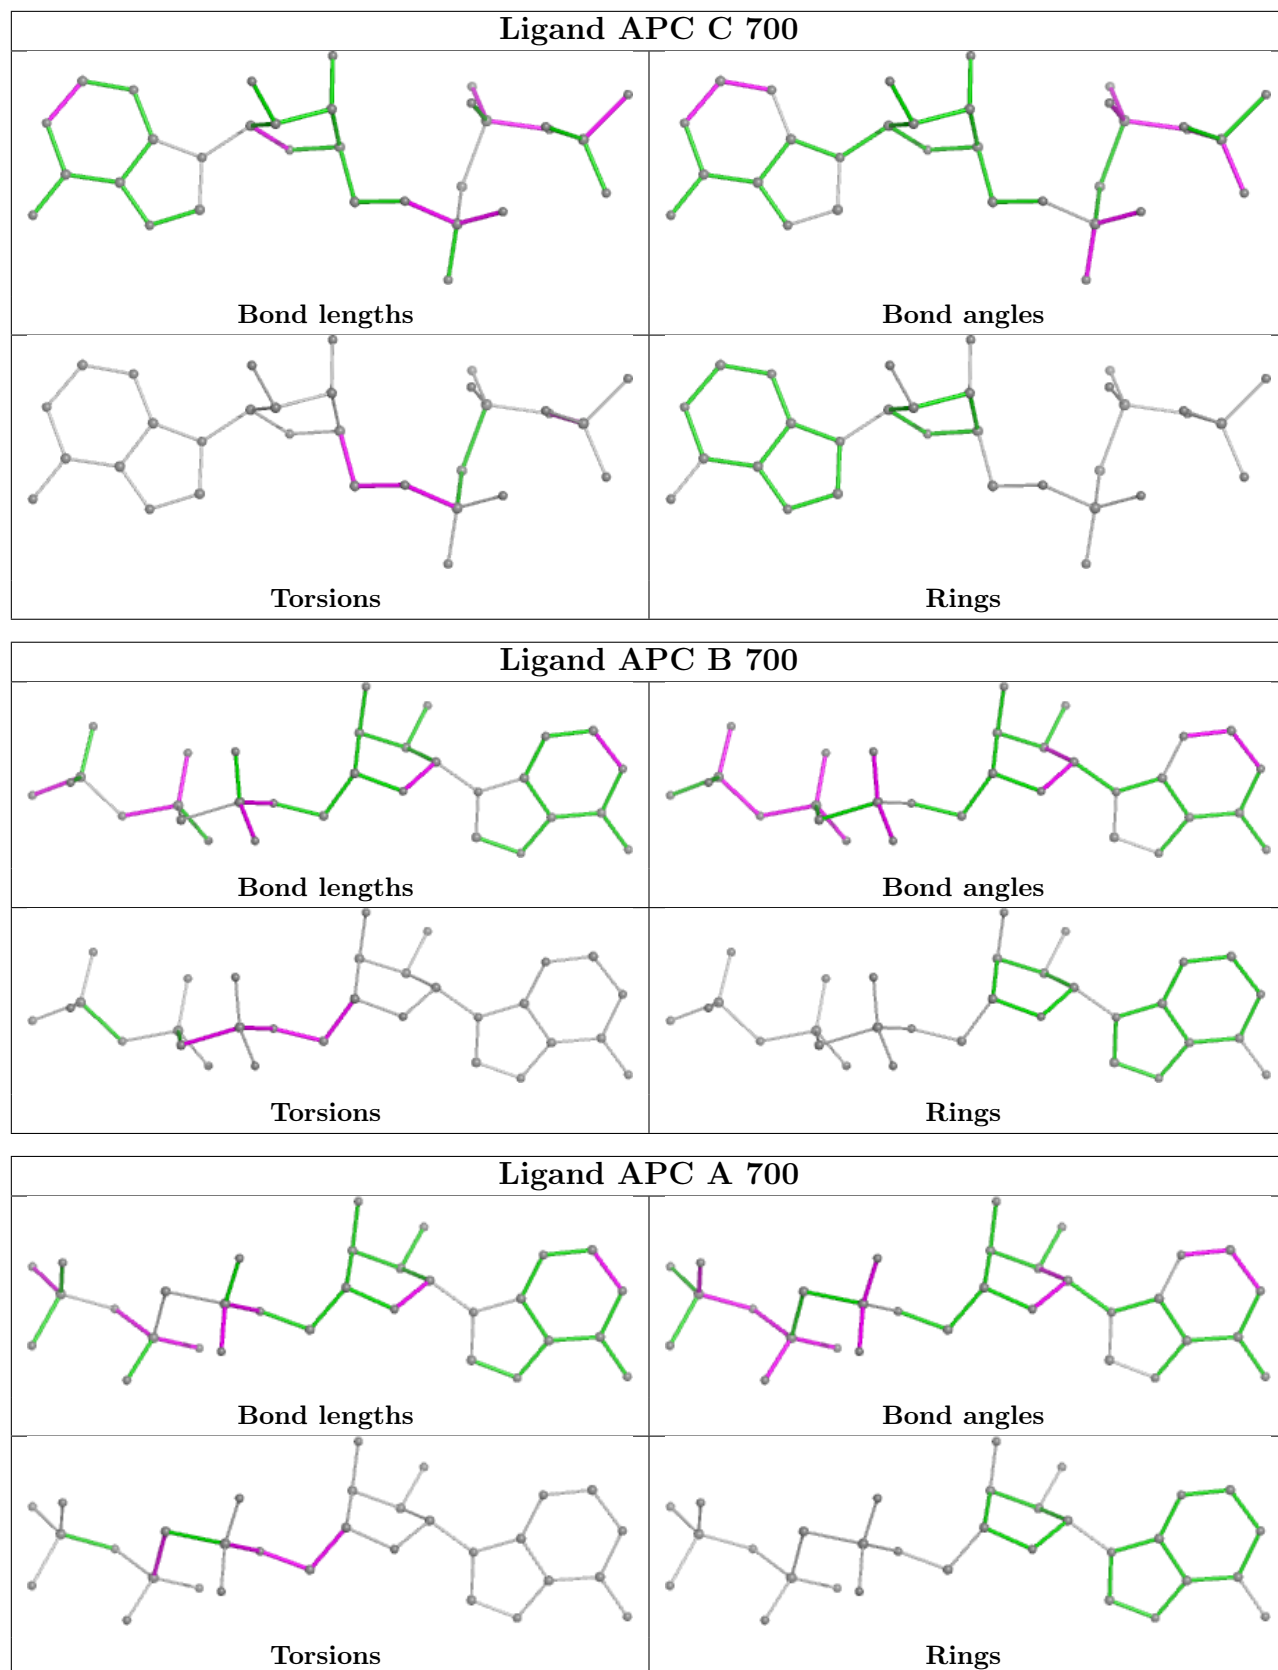 Ligand APC C 700
Bond lengths
Bond angles
Torsions
Rings
Ligand APC B 700
Bond lengths
Bond angles
Torsions
Rings
Ligand APC A 700
Bond lengths
Bond angles
Torsions
Rings